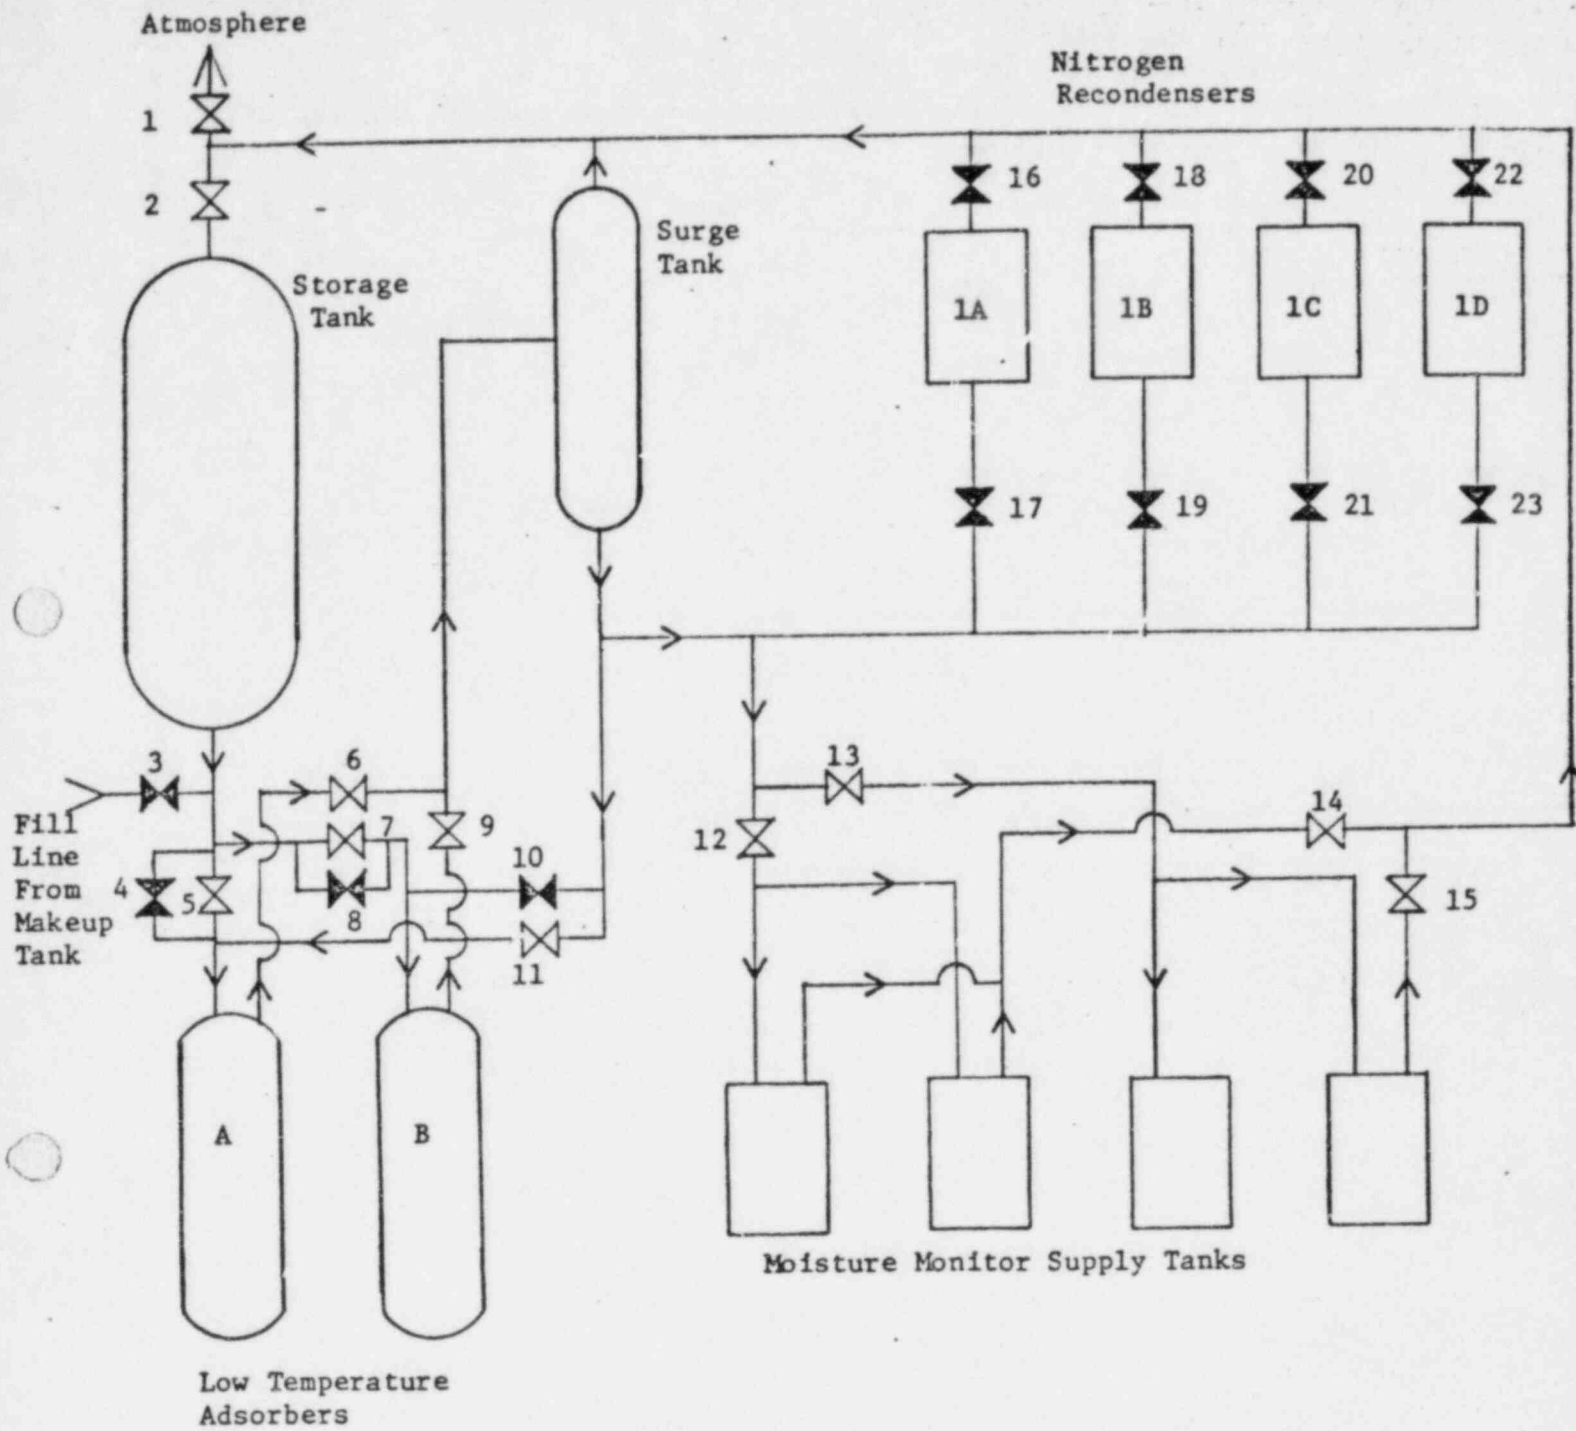 Atmosphere
1
2
Storage
Tank
Surge
Tank
Nitrogen
Recondensers
16
18
20
22
1A
1B
1C
1D
17
19
21
23
3
6
Fill
Line
From
Makeup
Tank
4
5
7
8
9
10
11
12
13
14
15
A
B
Moisture Monitor Supply Tanks
Low Temperature
Adsorbers